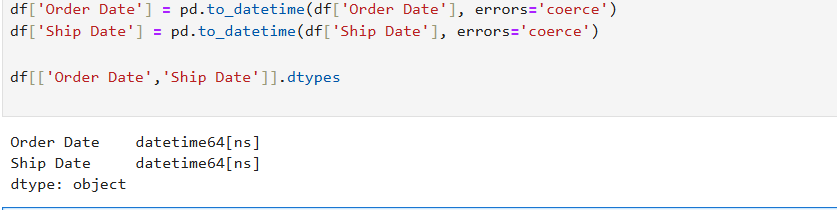 df['Order Date'] = pd.to_datetime(df['Order Date'], errors='coerce')
df['Ship Date'] = pd.to_datetime(df['Ship Date'], errors='coerce')
df[['Order Date','Ship Date']].dtypes
Order Date    datetime64[ns]
Ship Date     datetime64[ns]
dtype: object